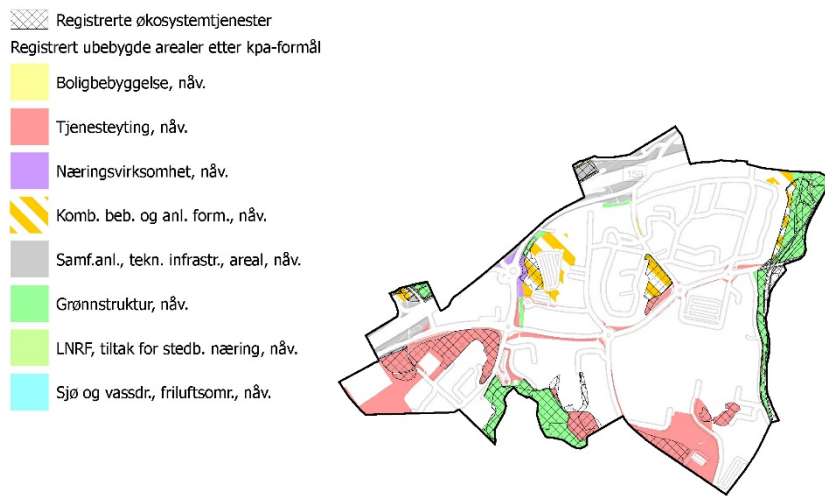 Registrerte økosystemtjenester
Registrert ubebygde arealer etter kpa-formål
Boligbebyggelse, nåv.
Tjenesteyting, nåv.
Næringsvirksomhet, nåv.
Komb. beb. og anl. form., nåv.
Samf.anl., tekn. infrastr., areal, nåv.
Grønnstruktur, nåv.
LNRF, tiltak for stedb. næring, nåv.
Sjø og vassdr., friluftsomr., nåv.
159